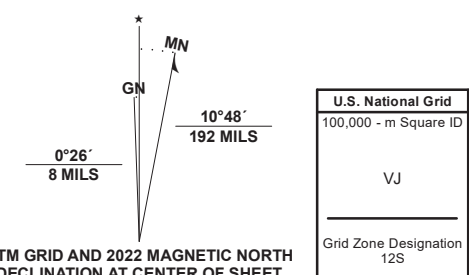 ★
MN
GN
10°48´
192 MILS
0°26´
8 MILS
TM GRID AND 2022 MAGNETIC NORTH
DECLINATION AT CENTER OF SHEET
U.S. National Grid
100,000 - m Square ID
VJ
Grid Zone Designation
12S